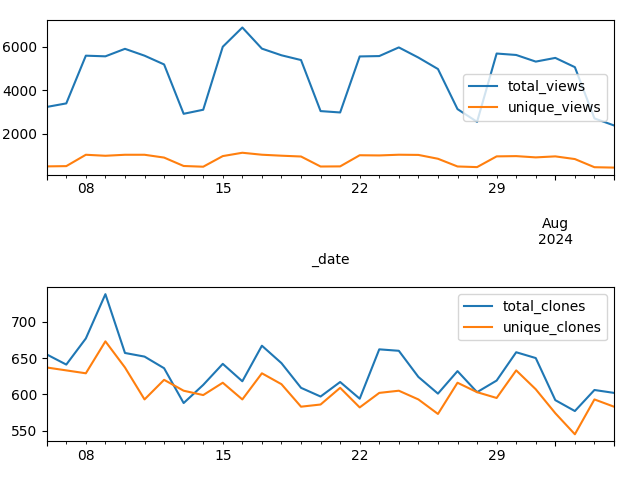 6000
4000
2000
total_views
unique_views
08
15
22
29
Aug
2024
_date
700
650
600
550
total_clones
unique_clones
08
15
22
29